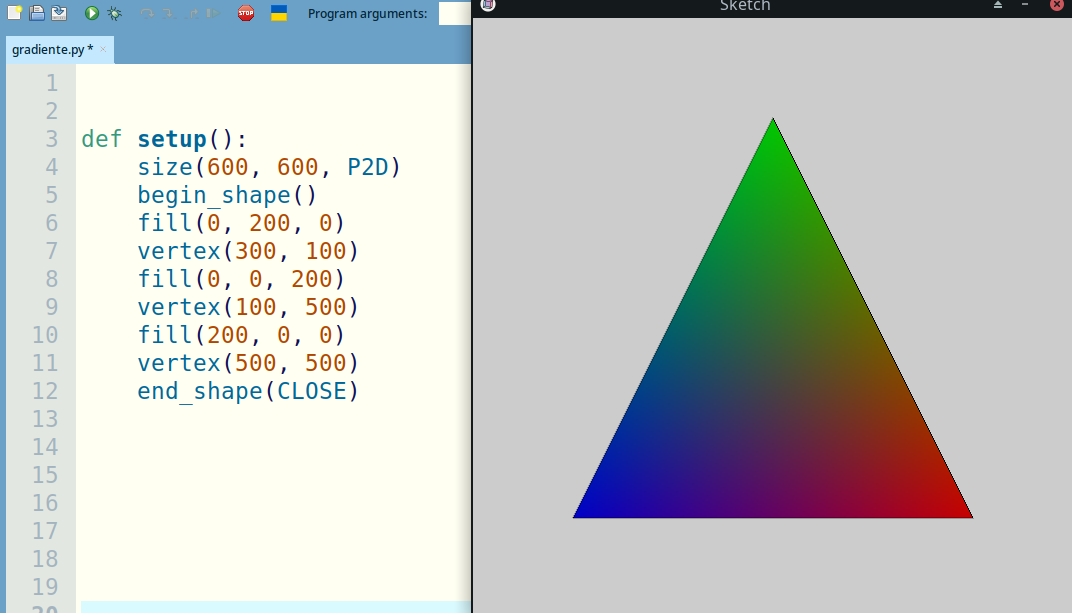 STOP
Program arguments:
Sketch
gradiente.py *
1
2
3 def setup():
4     size(600, 600, P2D)
5     begin_shape()
6     fill(0, 200, 0)
7     vertex(300, 100)
8     fill(0, 0, 200)
9     vertex(100, 500)
10     fill(200, 0, 0)
11     vertex(500, 500)
12     end_shape(CLOSE)
13
14
15
16
17
18
19
20